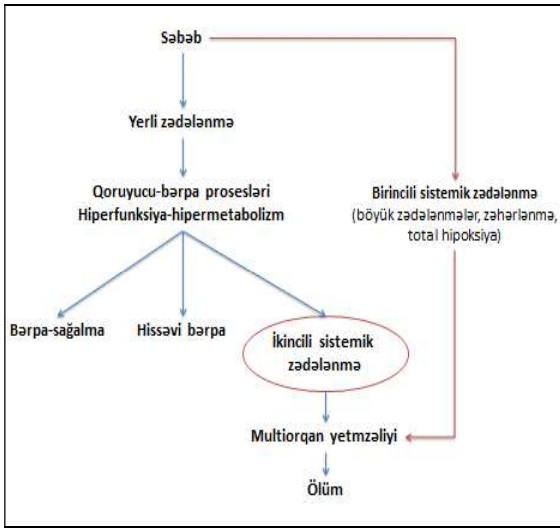 Səbəb
Yerli zədələnmə
Qoruyucu-bərpa prosesləri
Hiperfunksiya-hipermetabolizm
Birincili sistemik zədələnmə
(böyük zədələnmələr, zəhərlənmə,
total hipoksiya)
Bərpa-sağalma
Hissəvi bərpa
İkincili sistemik
zədələnmə
Multiorqan yetmzəliyi
Ölüm